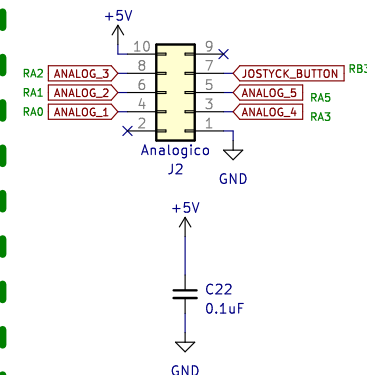 +5V
10 9
RA2 ANALOG_3 8 7 JOSTYCK_BUTTON RB3
RA1 ANALOG_2 6 5 ANALOG_5 RA5
RA0 ANALOG_1 4 3 ANALOG_4 RA3
2 1
Analogico
J2
GND
+5V
C22
0.1uF
GND